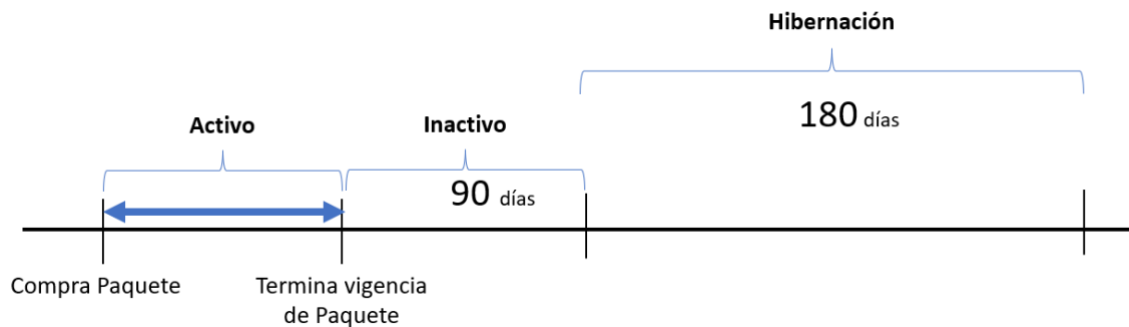 Hibernación
180 días
Activo
Inactivo
90 días
Compra Paquete
Termina vigencia
de Paquete